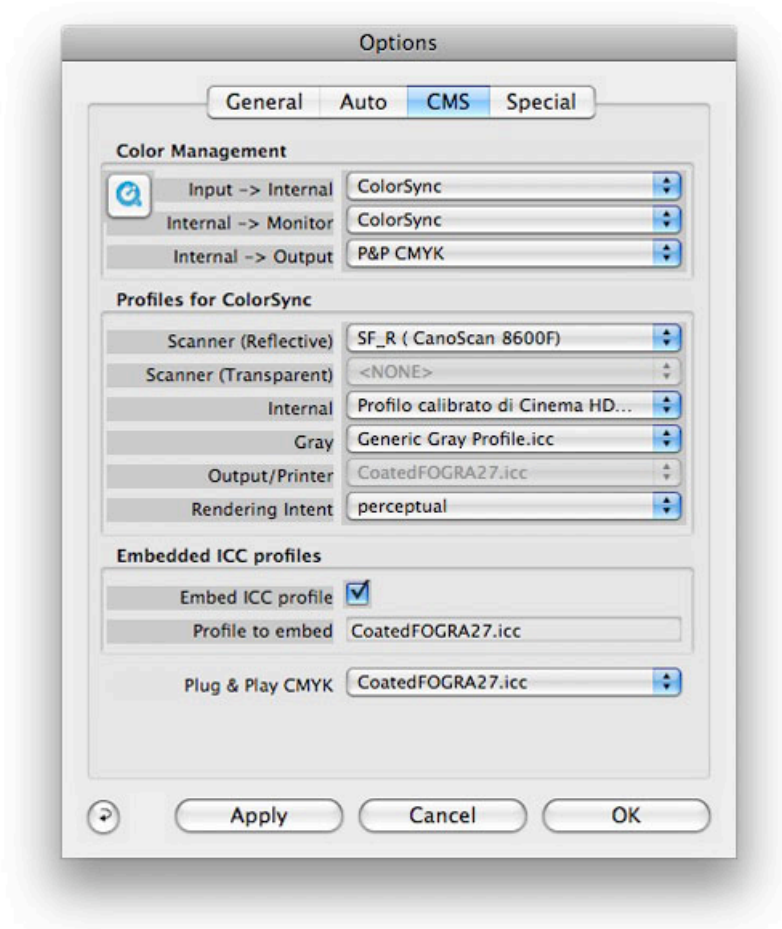 Options
General Auto CMS Special
Color Management
Input -> Internal ColorSync
Internal -> Monitor ColorSync
Internal -> Output P&P CMYK
Profiles for ColorSync
Scanner (Reflective) SF_R ( CanoScan 8600F)
Scanner (Transparent) <NONE>
Internal Profilo calibrato di Cinema HD...
Gray Generic Gray Profile.icc
Output/Printer CoatedFOGRA27.icc
Rendering Intent perceptual
Embedded ICC profiles
Embed ICC profile
Profile to embed CoatedFOGRA27.icc
Plug & Play CMYK CoatedFOGRA27.icc
Apply Cancel OK